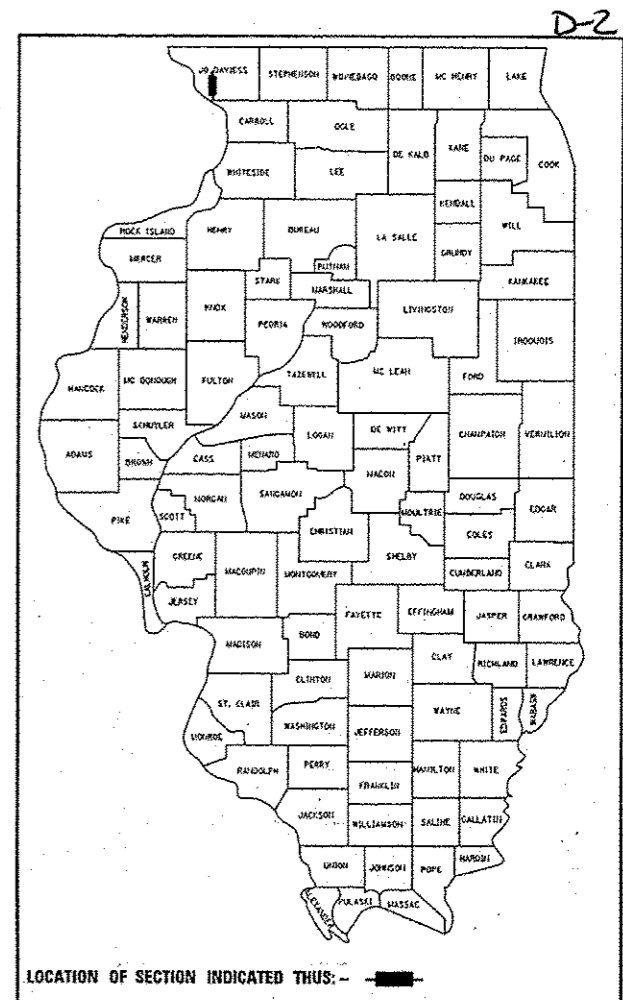 D-2
JO DAVIESS STEPHENSON WINNEBAGO BOONE MC HENRY LAKE
CARROLL OGLE DE KALB KANE DU PAGE COOK
WHITESIDE LEE KENDALL WILL
ROCK ISLAND HENRY BUREAU LA SALLE GRUNDY
MERCER PUTNAM KANKAKEE
STARK MARSHALL LIVINGSTON
HENDERSON WARREN KNOX PEORIA WOODFORD IROQUOIS
HANCOCK MC DONOUGH FULTON TAZEWELL MC LEAN FORD
MASON
SCHUYLER LOGAN DE WITT CHAMPAIGN VERMILION
ADAMS BROWN CASS MENARD MACON PIATT
MORGAN SANGAMON DOUGLAS EDGAR
PIKE SCOTT CHRISTIAN MOULTRIE COLES
GREENE MACOUPIN MONTGOMERY SHELBY CUMBERLAND CLARK
CALHOUN JERSEY FAYETTE EFFINGHAM JASPER CRAWFORD
MADISON BOND
CLINTON MARION CLAY RICHLAND LAWRENCE
ST. CLAIR WAYNE EDWARDS WABASH
MONROE WASHINGTON JEFFERSON
RANDOLPH PERRY HAMILTON WHITE
FRANKLIN
JACKSON WILLIAMSON SALINE GALLATIN
UNION JOHNSON POPE HARDIN
ALEXANDER PULASKI MASSAC
LOCATION OF SECTION INDICATED THUS: -